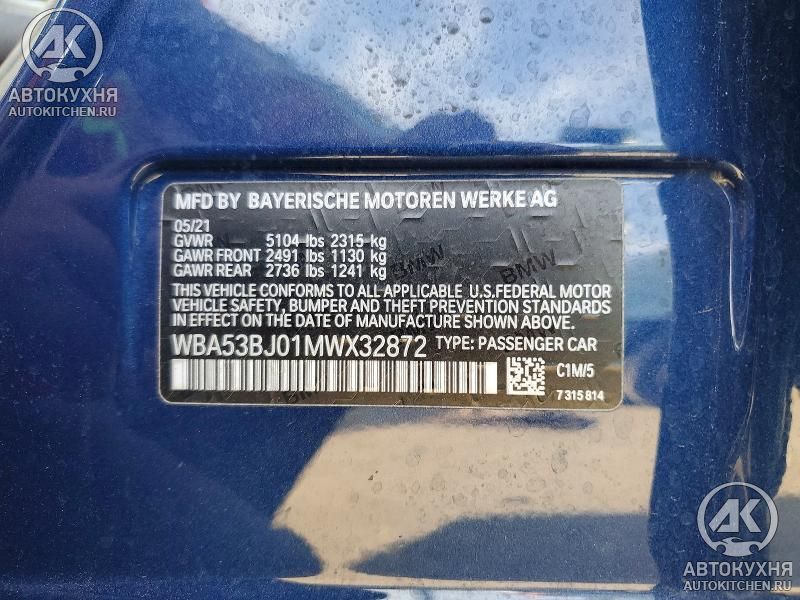 АК
АВТОКУХНЯ
AUTOKITCHEN.RU
MFD BY BAYERISCHE MOTOREN WERKE AG
05/21
GVWR 5104 lbs 2315 kg
GAWR FRONT 2491 lbs 1130 kg
GAWR REAR 2736 lbs 1241 kg
BMW
THIS VEHICLE CONFORMS TO ALL APPLICABLE U.S.FEDERAL MOTOR
VEHICLE SAFETY, BUMPER AND THEFT PREVENTION STANDARDS
IN EFFECT ON THE DATE OF MANUFACTURE SHOWN ABOVE.
WBA53BJ01MWX32872 TYPE: PASSENGER CAR
C1M/5
7315814
АК
АВТОКУХНЯ
AUTOKITCHEN.RU